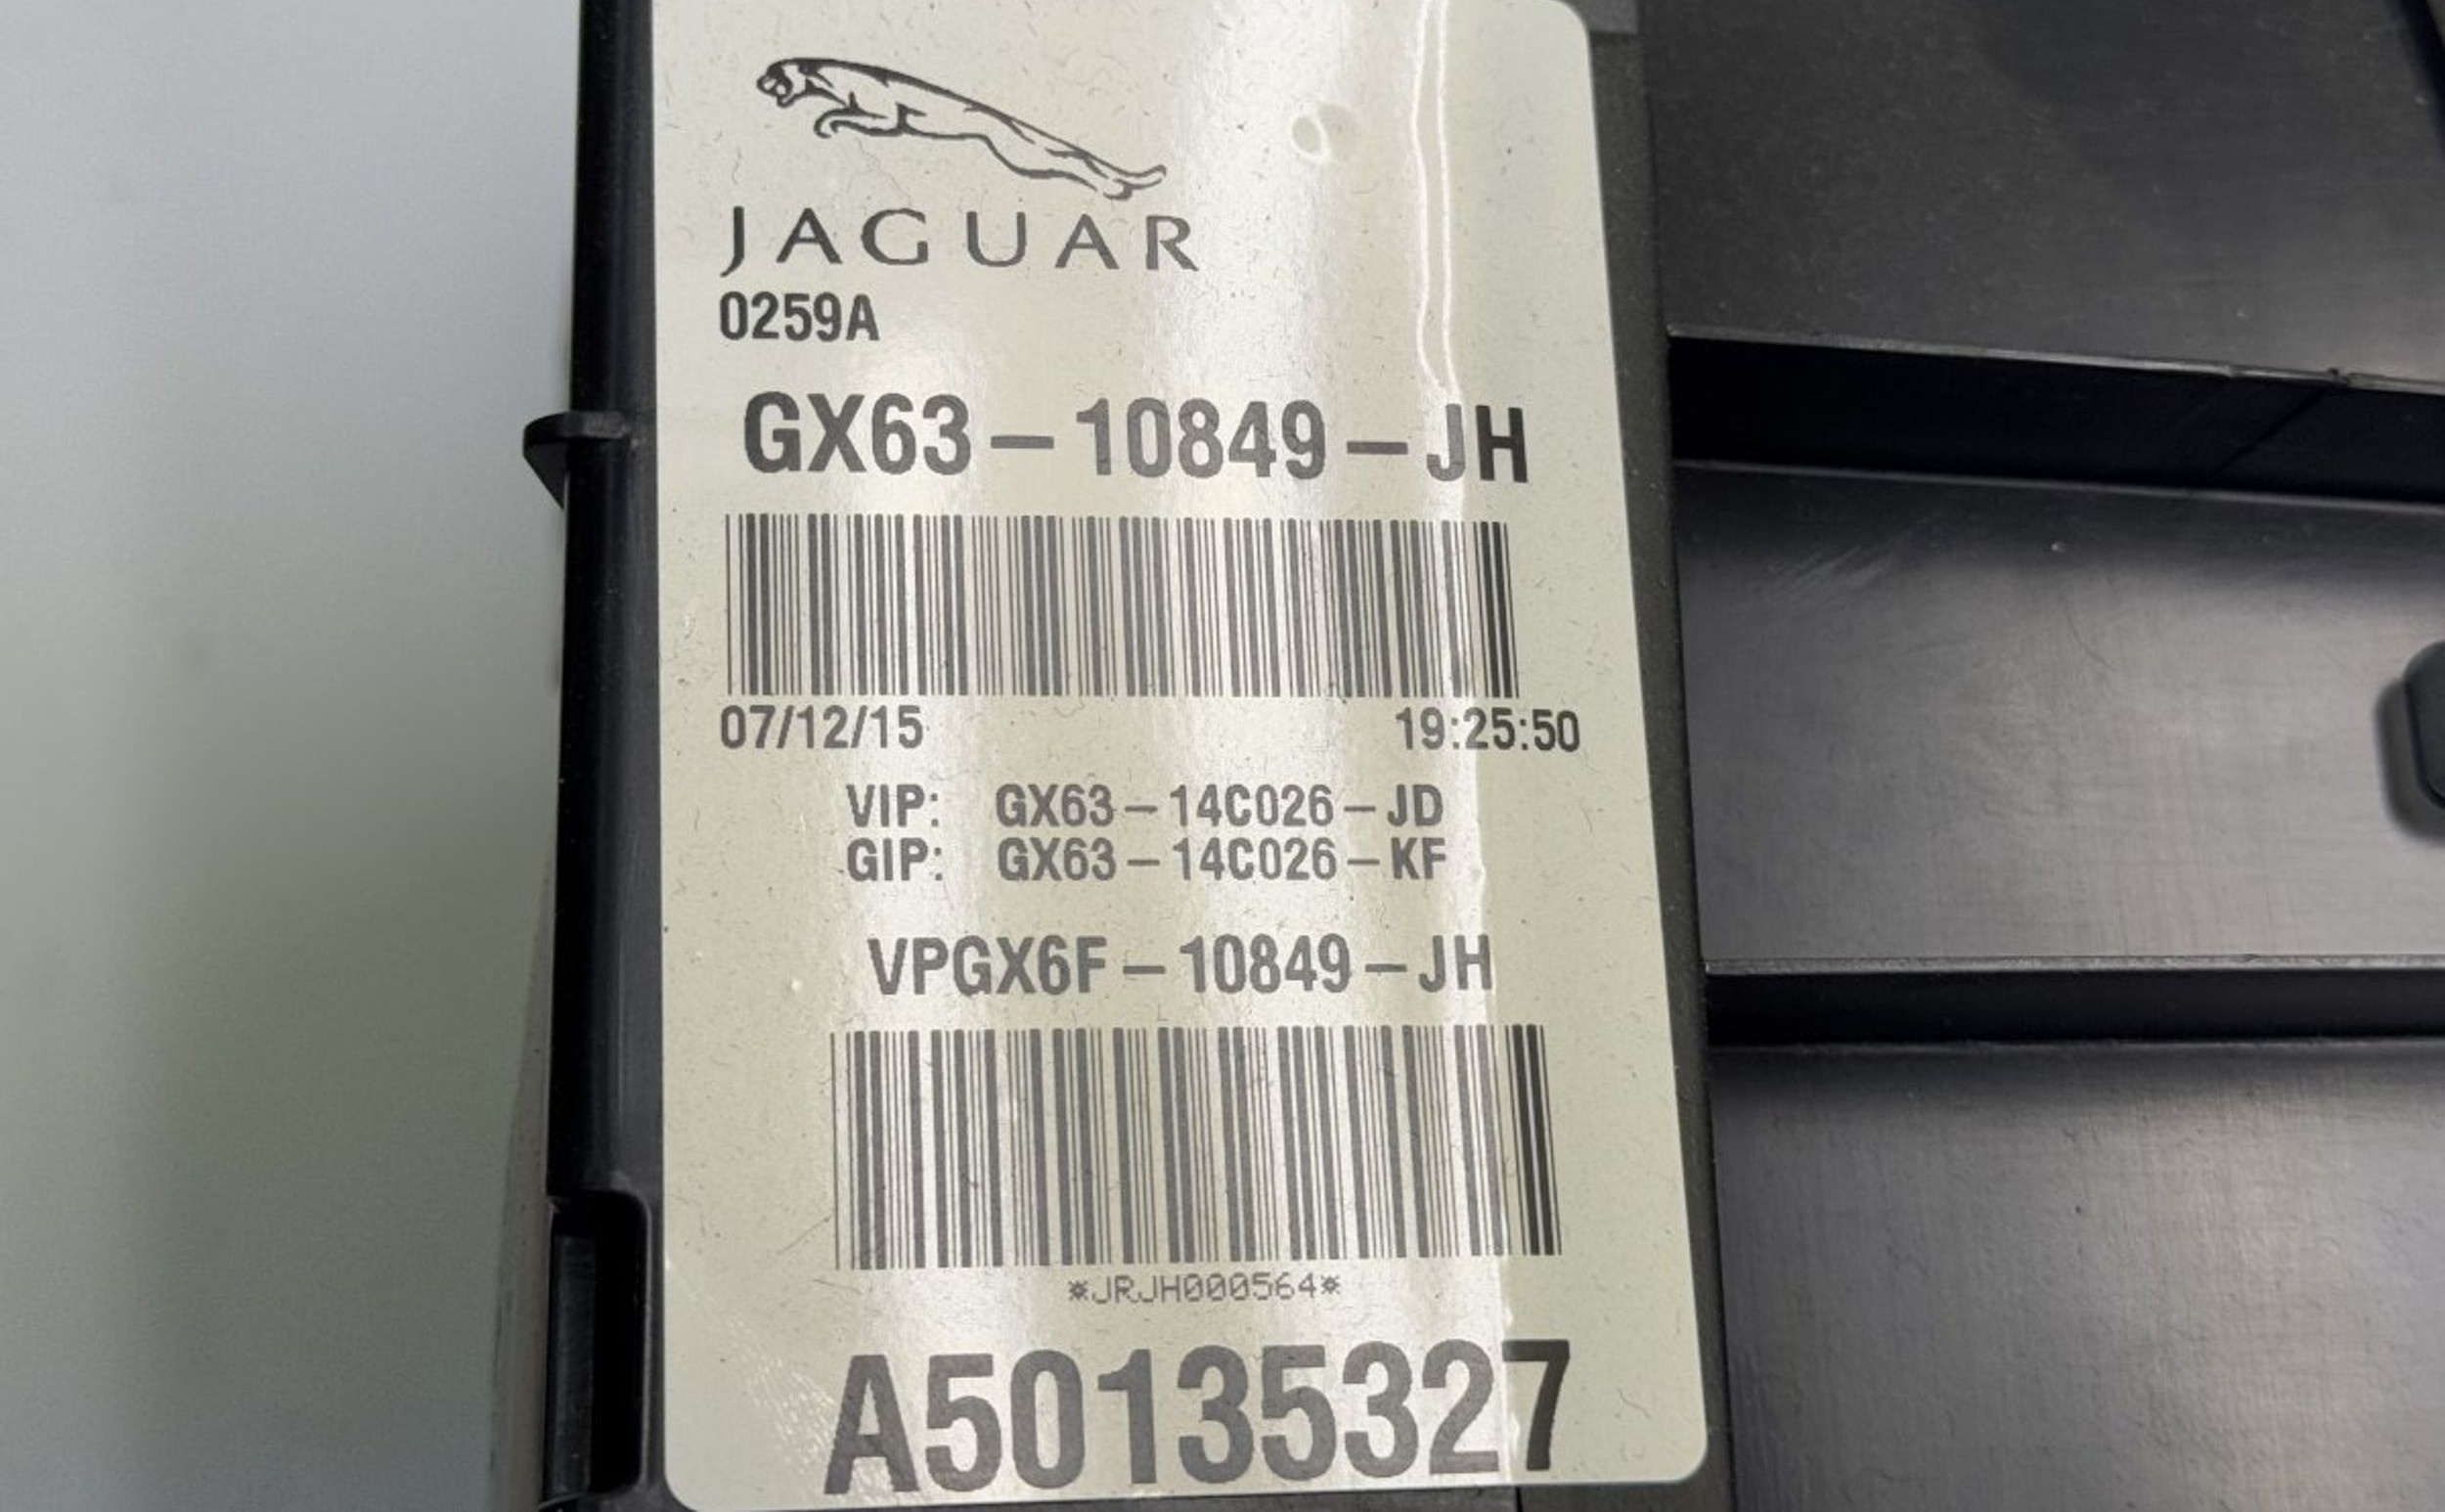 JAGUAR
0259A
GX63-10849-JH
07/12/15 19:25:50
VIP: GX63-14C026-JD
GIP: GX63-14C026-KF
VPGX6F-10849-JH
*JRJH000564*
A50135327